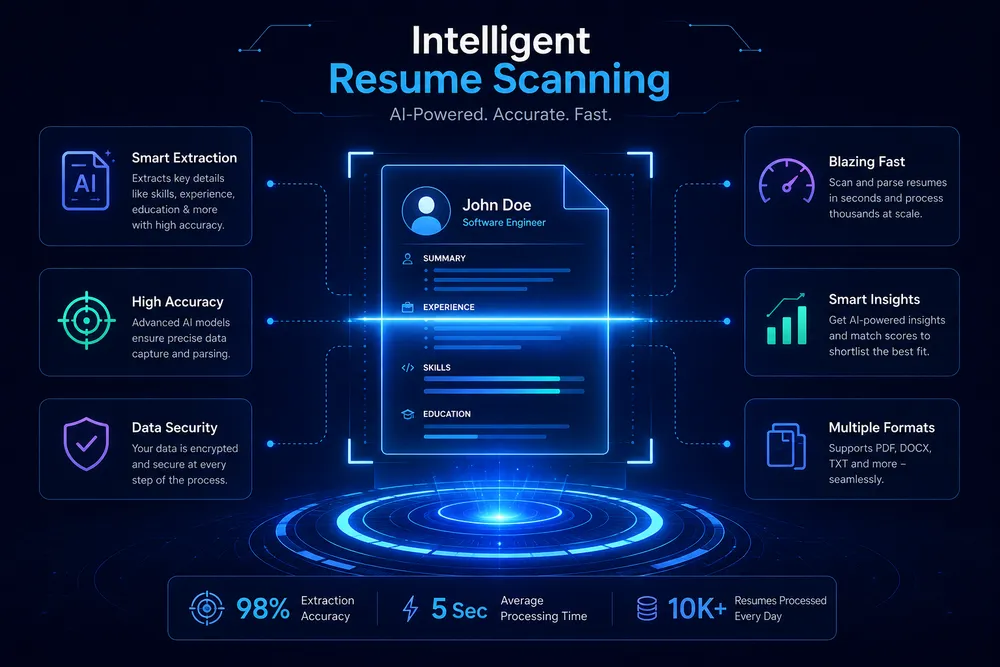 Intelligent
Resume Scanning
AI-Powered. Accurate. Fast.
AI
Smart Extraction
Extracts key details
like skills, experience,
education & more
with high accuracy.
High Accuracy
Advanced AI models
ensure precise data
capture and parsing.
Data Security
Your data is encrypted
and secure at every
step of the process.
John Doe
Software Engineer
SUMMARY
EXPERIENCE
</> SKILLS
EDUCATION
Blazing Fast
Scan and parse resumes
in seconds and process
thousands at scale.
Smart Insights
Get AI-powered insights
and match scores to
shortlist the best fit.
Multiple Formats
Supports PDF, DOCX,
TXT and more –
seamlessly.
98% Extraction
Accuracy
5 Sec Average
Processing Time
10K+ Resumes Processed
Every Day